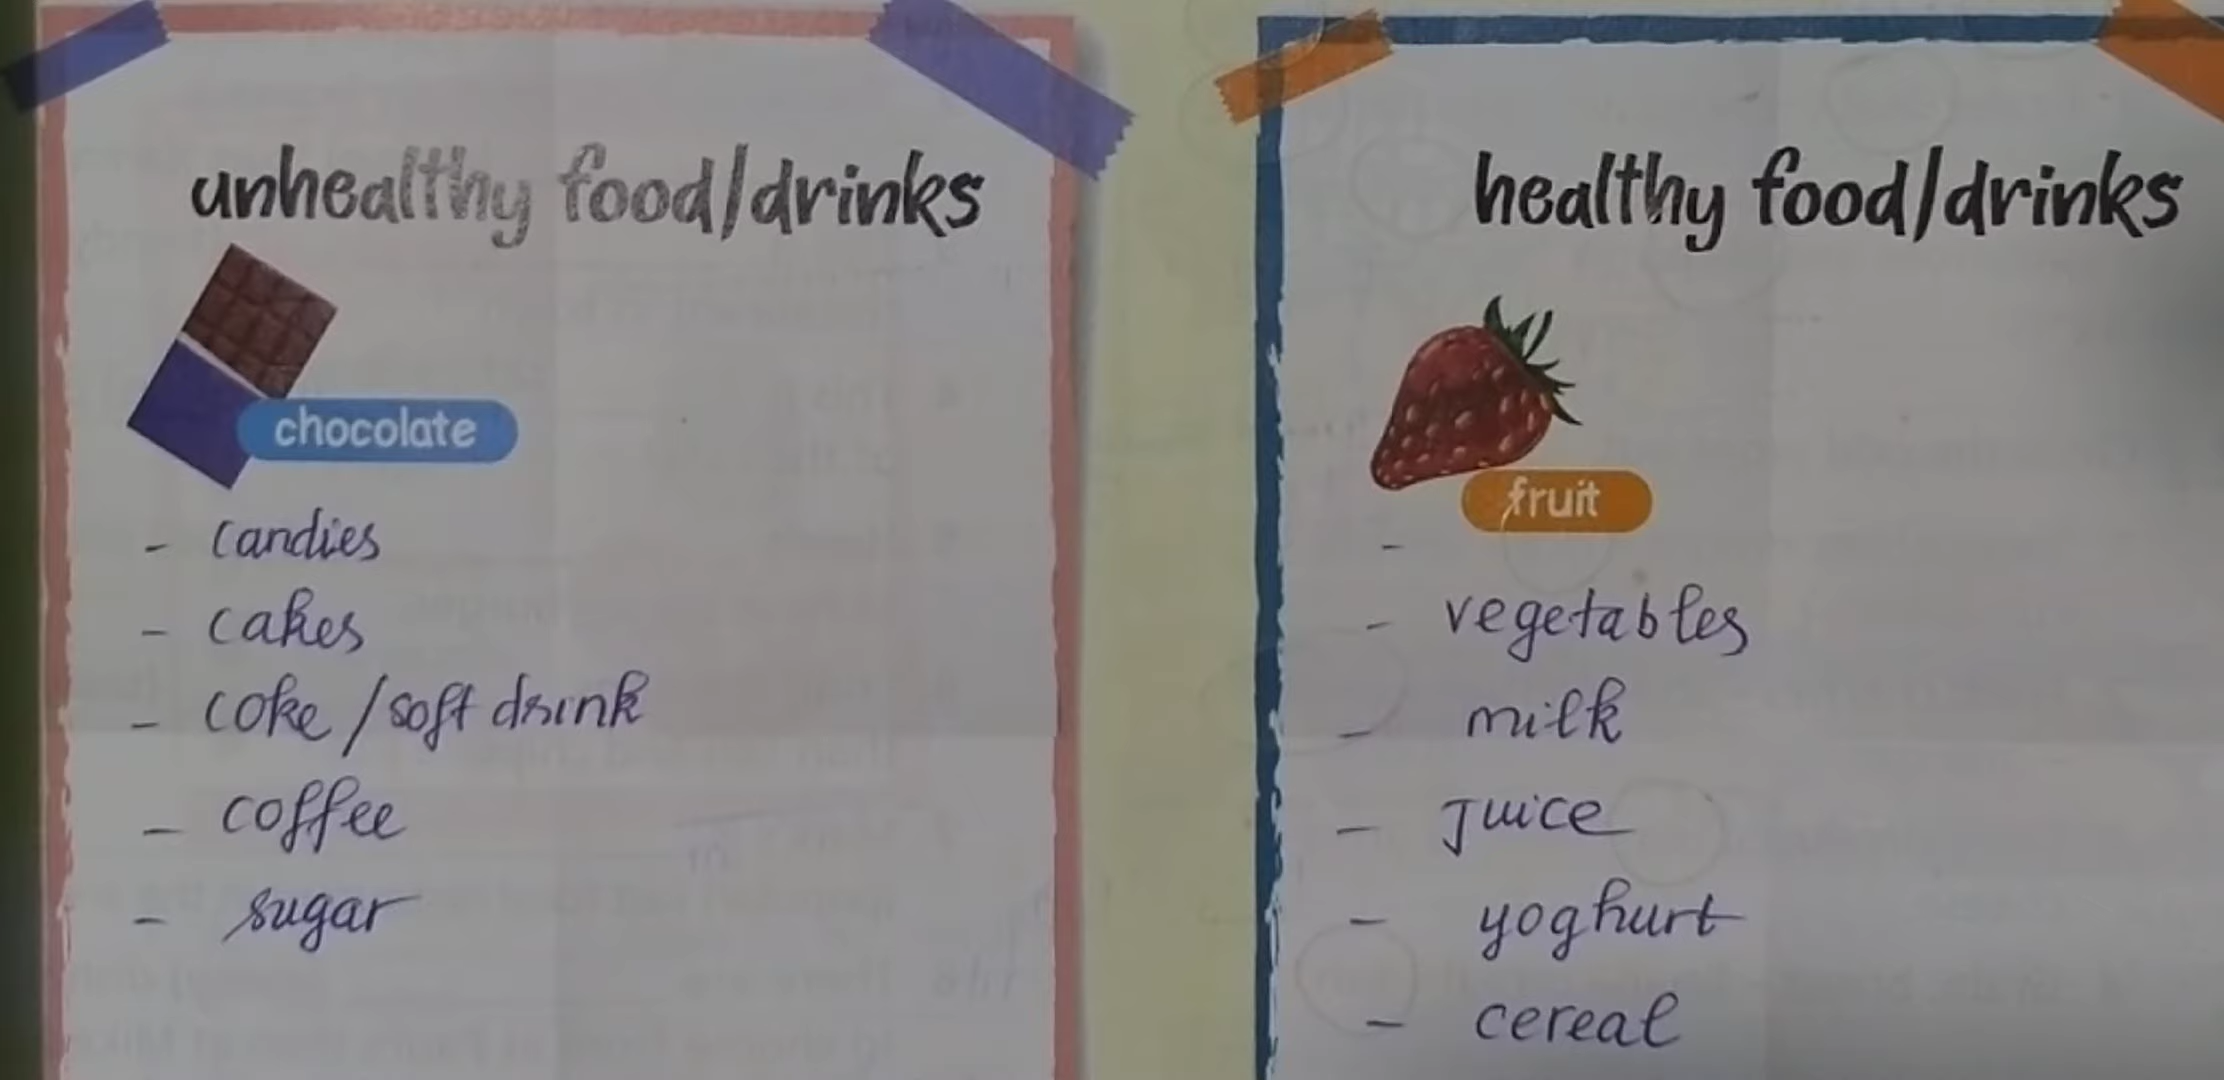 unhealthy food/drinks
chocolate
- candies
- cakes
- coke / soft drink
- coffee
- sugar
healthy food/drinks
fruit
-
- vegetables
- milk
- Juice
- yoghurt
- cereal